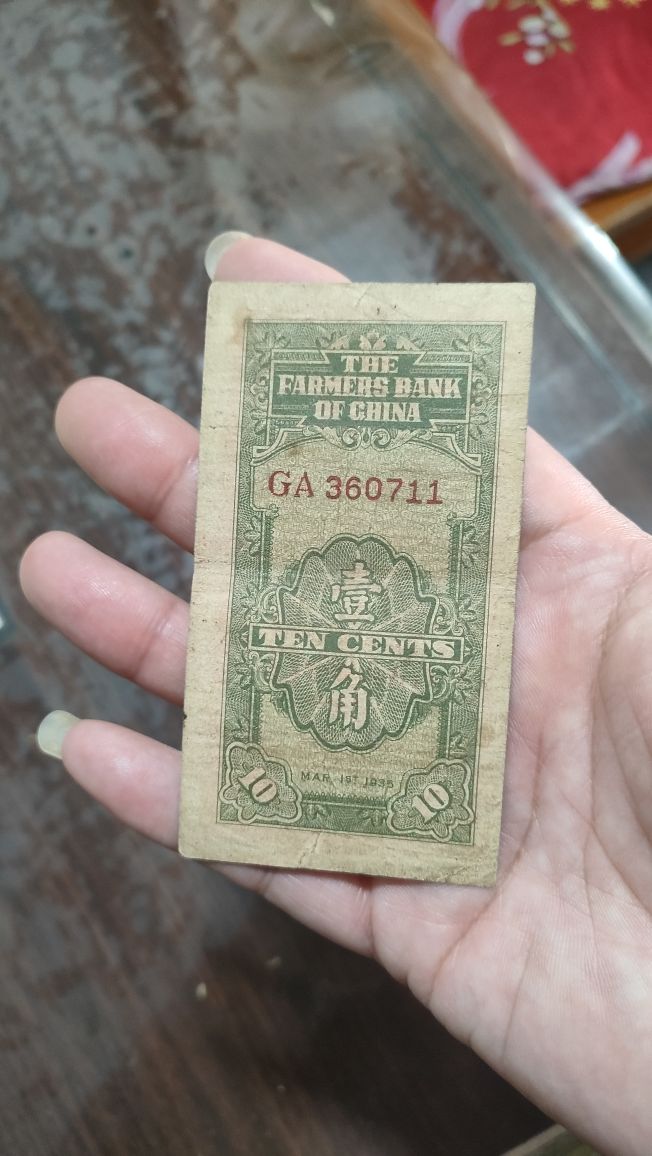 THE
FARMERS BANK
OF CHINA
GA 360711
壹
TEN CENTS
角
MAR. 1ST 1935
10
10